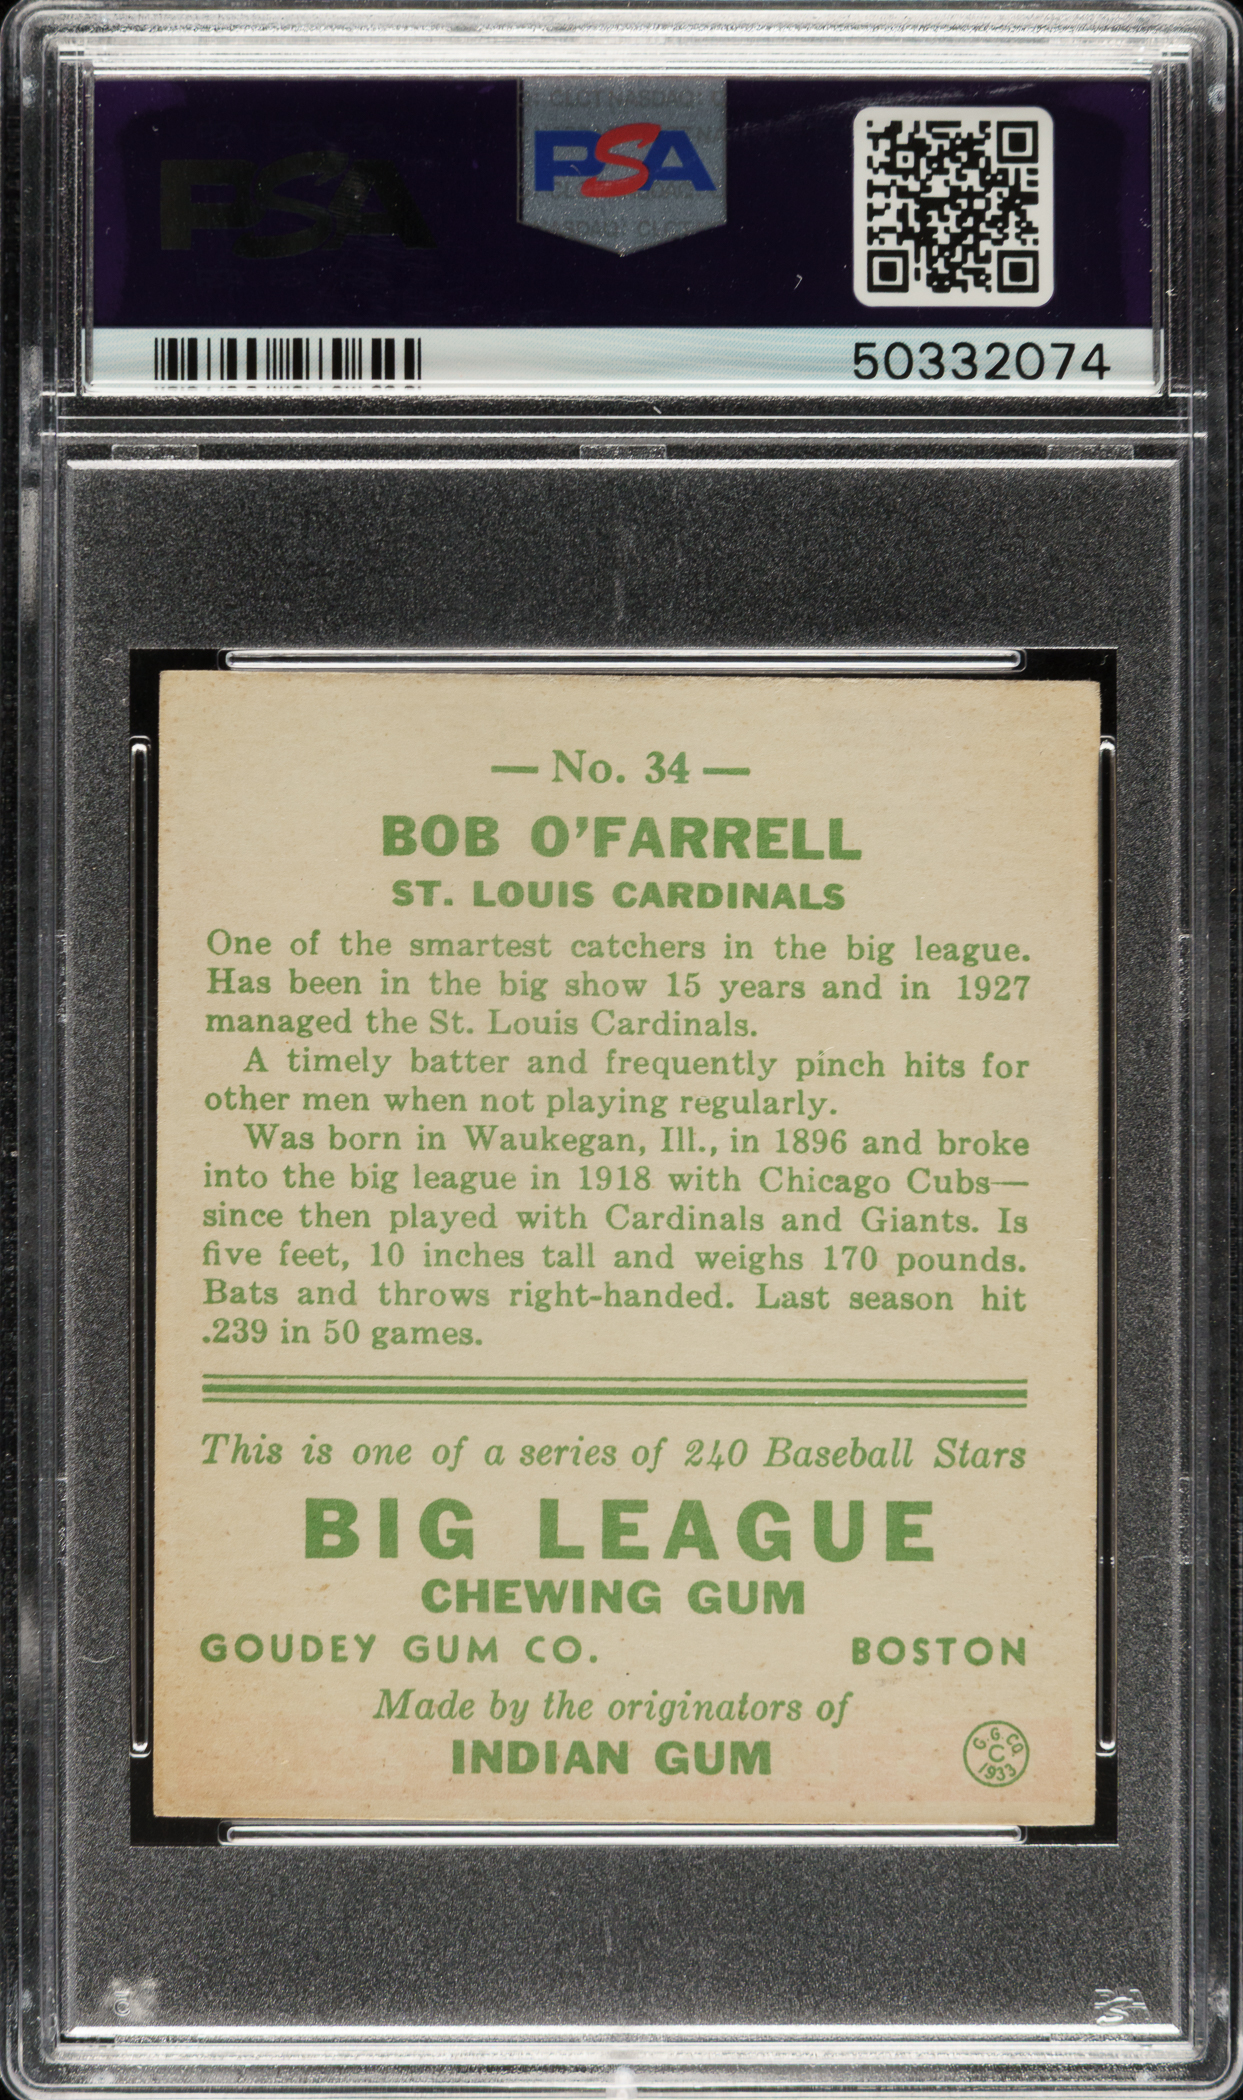 PSA
PSA
CLCT NASDAQ
50332074
— No. 34 —
BOB O'FARRELL
ST. LOUIS CARDINALS
One of the smartest catchers in the big league.
Has been in the big show 15 years and in 1927
managed the St. Louis Cardinals.
A timely batter and frequently pinch hits for
other men when not playing regularly.
Was born in Waukegan, Ill., in 1896 and broke
into the big league in 1918 with Chicago Cubs—
since then played with Cardinals and Giants. Is
five feet, 10 inches tall and weighs 170 pounds.
Bats and throws right-handed. Last season hit
.239 in 50 games.
This is one of a series of 240 Baseball Stars
BIG LEAGUE
CHEWING GUM
GOUDEY GUM CO. BOSTON
Made by the originators of
INDIAN GUM
G. G. CO.
C
1933
PSA